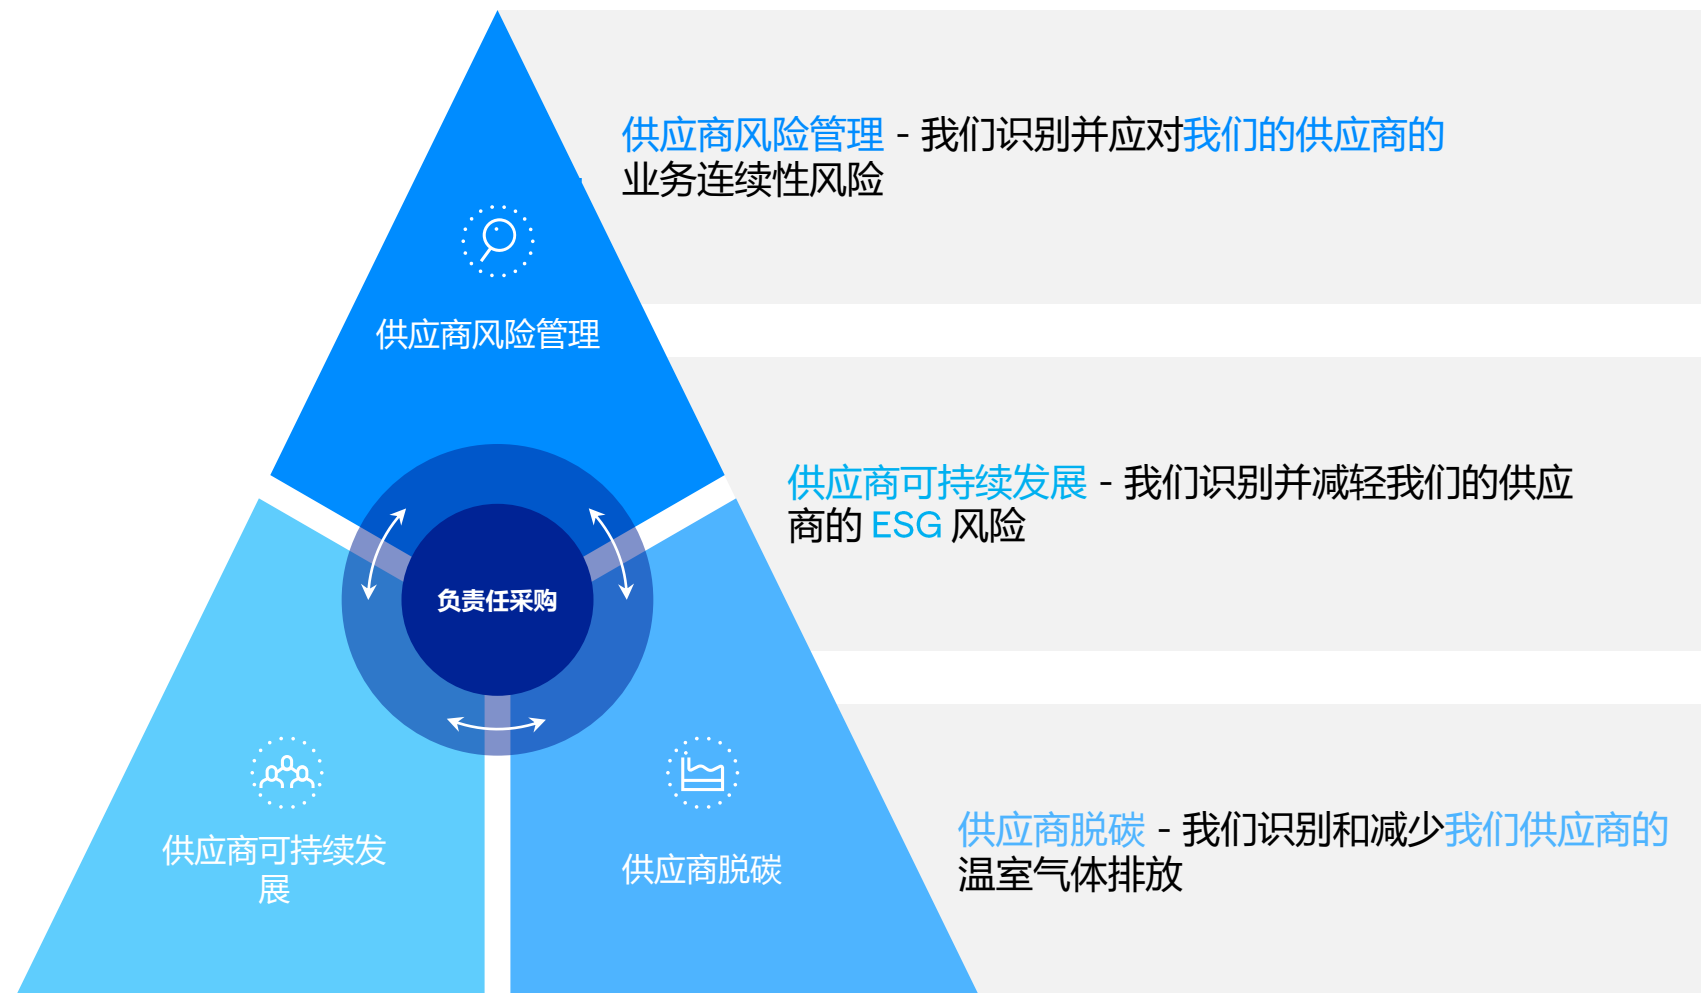 供应商风险管理 - 我们识别并应对我们的供应商的
业务连续性风险
供应商风险管理
供应商可持续发展 - 我们识别并减轻我们的供应
商的 ESG 风险
负责任采购
供应商可持续发
展
供应商脱碳
供应商脱碳 - 我们识别和减少我们供应商的
温室气体排放